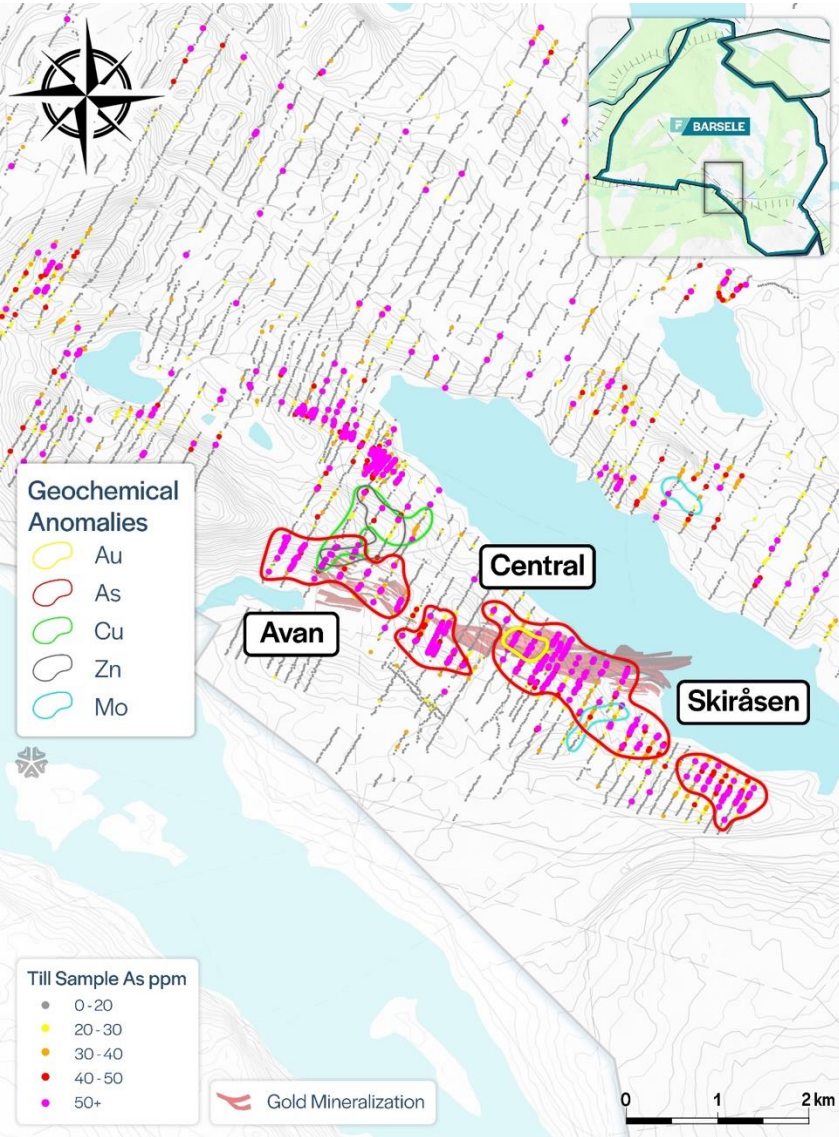 BARSELE
Geochemical
Anomalies
Au
As
Cu
Zn
Mo
Central
Avan
Skiråsen
Till Sample As ppm
0-20
20-30
30-40
40-50
50+
Gold Mineralization
0 1 2 km